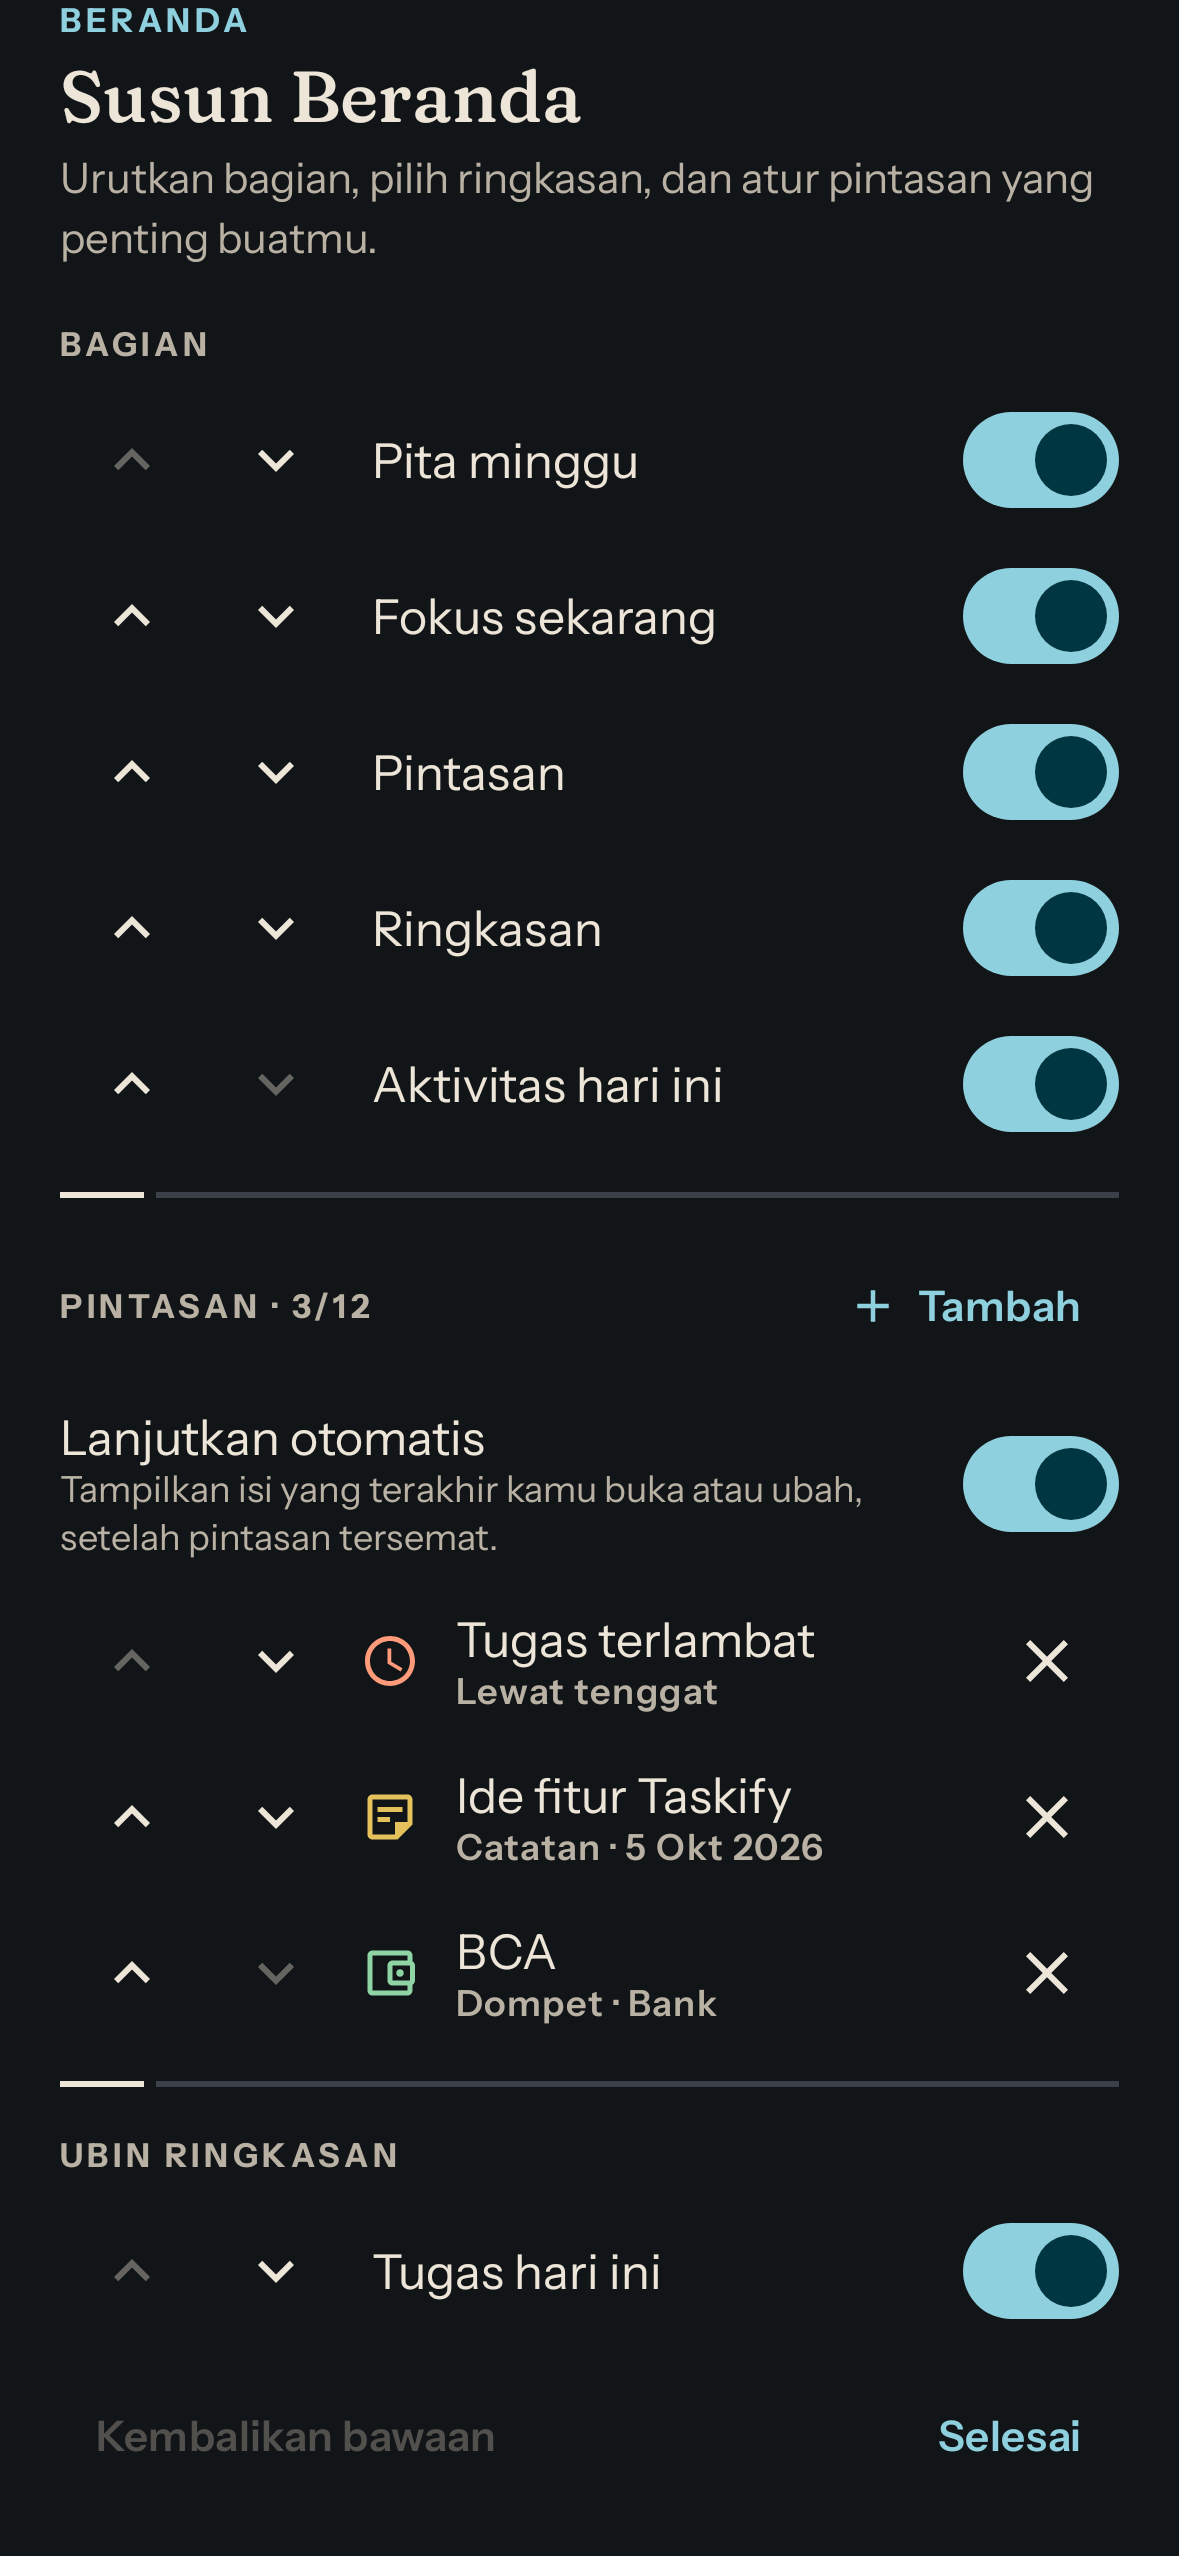 BERANDA
Susun Beranda
Urutkan bagian, pilih ringkasan, dan atur pintasan yang
penting buatmu.
BAGIAN
Pita minggu
Fokus sekarang
Pintasan
Ringkasan
Aktivitas hari ini
PINTASAN · 3/12
+ Tambah
Lanjutkan otomatis
Tampilkan isi yang terakhir kamu buka atau ubah,
setelah pintasan tersemat.
Tugas terlambat
Lewat tenggat
Ide fitur Taskify
Catatan · 5 Okt 2026
BCA
Dompet · Bank
UBIN RINGKASAN
Tugas hari ini
Kembalikan bawaan
Selesai